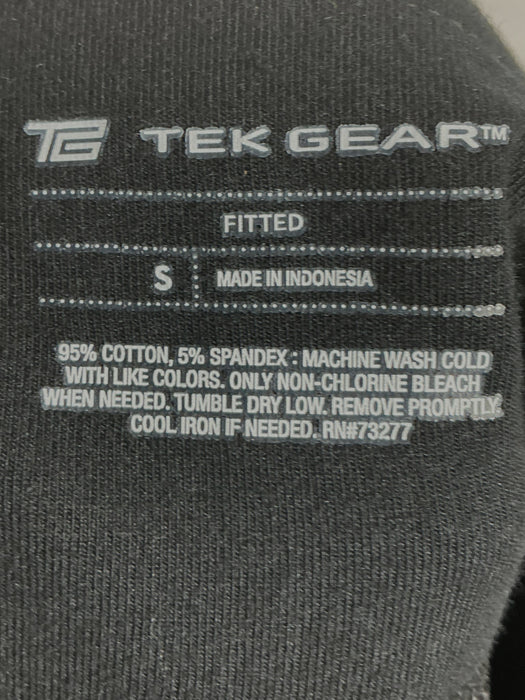 TG TEK GEAR™
FITTED
S MADE IN INDONESIA
95% COTTON, 5% SPANDEX : MACHINE WASH COLD
WITH LIKE COLORS. ONLY NON-CHLORINE BLEACH
WHEN NEEDED. TUMBLE DRY LOW. REMOVE PROMPTLY.
COOL IRON IF NEEDED. RN#73277